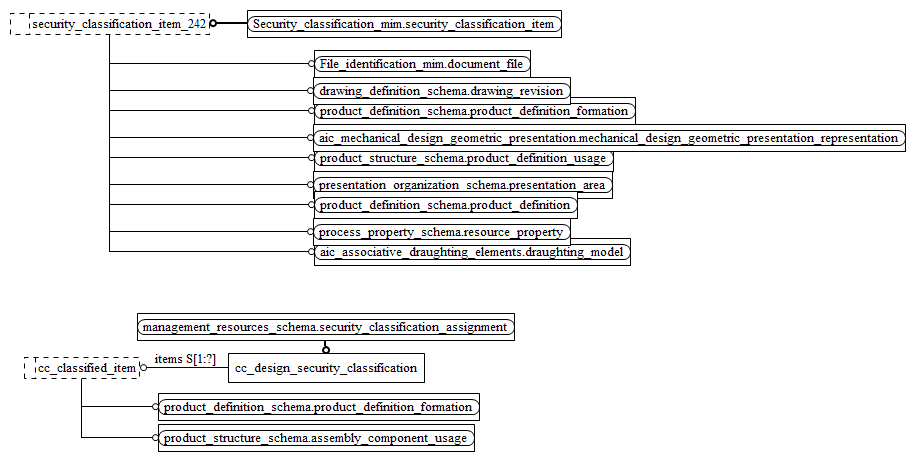 security_classification_item_242
Security_classification_mim.security_classification_item
File_identification_mim.document_file
drawing_definition_schema.drawing_revision
product_definition_schema.product_definition_formation
aic_mechanical_design_geometric_presentation.mechanical_design_geometric_presentation_representation
product_structure_schema.product_definition_usage
presentation_organization_schema.presentation_area
product_definition_schema.product_definition
process_property_schema.resource_property
aic_associative_draughting_elements.draughting_model
management_resources_schema.security_classification_assignment
items S[1:?]
cc_classified_item
cc_design_security_classification
product_definition_schema.product_definition_formation
product_structure_schema.assembly_component_usage